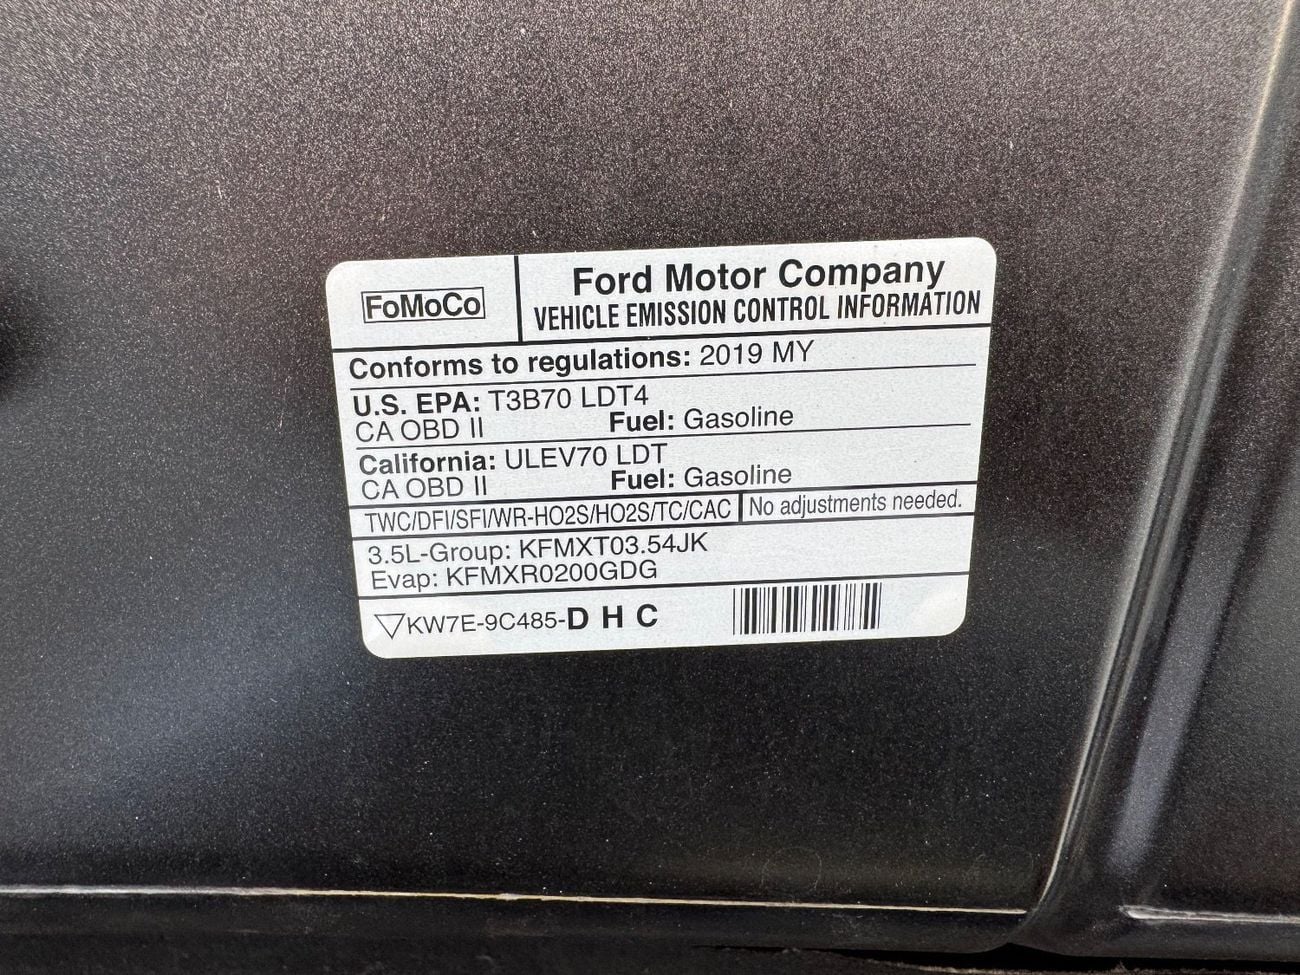 FoMoCo
Ford Motor Company
VEHICLE EMISSION CONTROL INFORMATION
Conforms to regulations: 2019 MY
U.S. EPA: T3B70 LDT4
CA OBD II Fuel: Gasoline
California: ULEV70 LDT
CA OBD II Fuel: Gasoline
TWC/DFI/SFI/WR-HO2S/HO2S/TC/CAC No adjustments needed.
3.5L-Group: KFMXT03.54JK
Evap: KFMXR0200GDG
KW7E-9C485-D H C